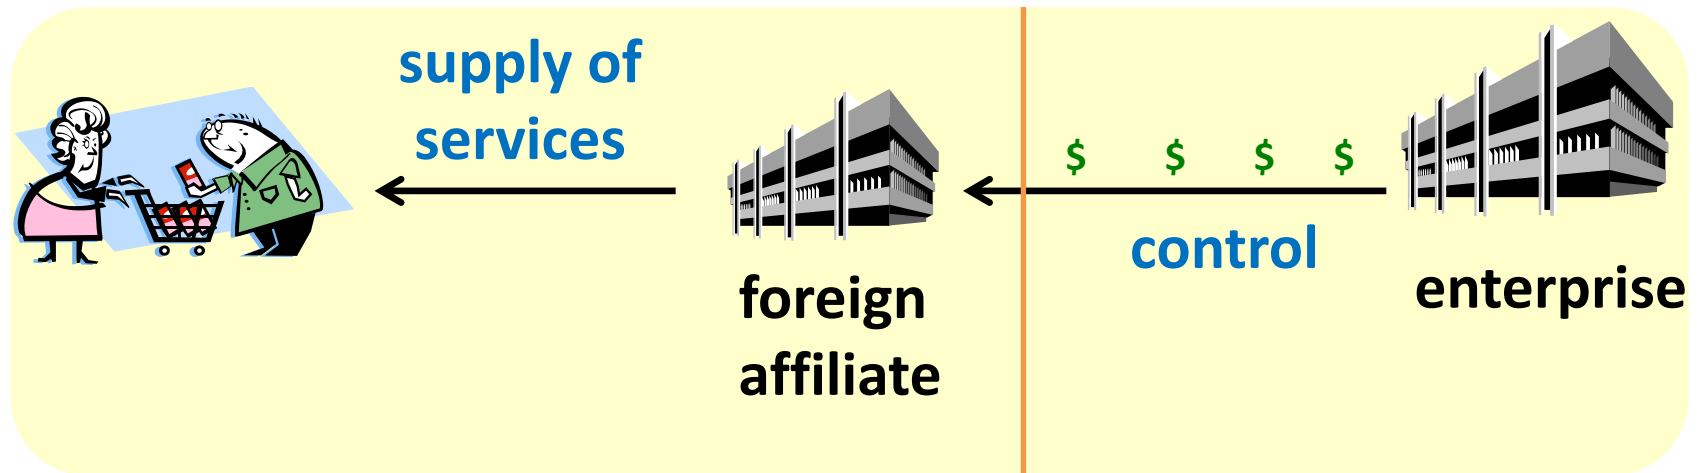 supply of
services
$ $ $ $
control
foreign
affiliate
enterprise